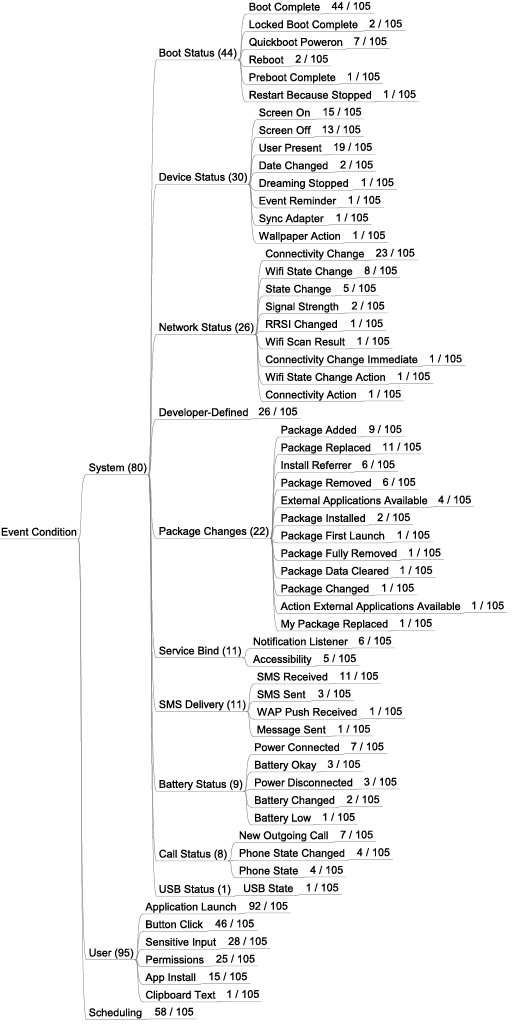 Boot Complete 44 / 105
Locked Boot Complete 2 / 105
Quickboot Poweron 7 / 105
Boot Status (44)
Reboot 2 / 105
Preboot Complete 1 / 105
Restart Because Stopped 1 / 105
Screen On 15 / 105
Screen Off 13 / 105
User Present 19 / 105
Date Changed 2 / 105
Device Status (30)
Dreaming Stopped 1 / 105
Event Reminder 1 / 105
Sync Adapter 1 / 105
Wallpaper Action 1 / 105
Connectivity Change 23 / 105
Wifi State Change 8 / 105
State Change 5 / 105
Signal Strength 2 / 105
Network Status (26)
RRSI Changed 1 / 105
Wifi Scan Result 1 / 105
Connectivity Change Immediate 1 / 105
Wifi State Change Action 1 / 105
Connectivity Action 1 / 105
Developer-Defined 26 / 105
Package Added 9 / 105
Package Replaced 11 / 105
System (80)
Install Referrer 6 / 105
Package Removed 6 / 105
External Applications Available 4 / 105
Package Installed 2 / 105
Event Condition
Package Changes (22)
Package First Launch 1 / 105
Package Fully Removed 1 / 105
Package Data Cleared 1 / 105
Package Changed 1 / 105
Action External Applications Available 1 / 105
My Package Replaced 1 / 105
Notification Listener 6 / 105
Service Bind (11)
Accessibility 5 / 105
SMS Received 11 / 105
SMS Sent 3 / 105
SMS Delivery (11)
WAP Push Received 1 / 105
Message Sent 1 / 105
Power Connected 7 / 105
Battery Okay 3 / 105
Battery Status (9)
Power Disconnected 3 / 105
Battery Changed 2 / 105
Battery Low 1 / 105
New Outgoing Call 7 / 105
Call Status (8)
Phone State Changed 4 / 105
Phone State 4 / 105
USB Status (1) USB State 1 / 105
Application Launch 92 / 105
Button Click 46 / 105
Sensitive Input 28 / 105
User (95)
Permissions 25 / 105
App Install 15 / 105
Clipboard Text 1 / 105
Scheduling 58 / 105